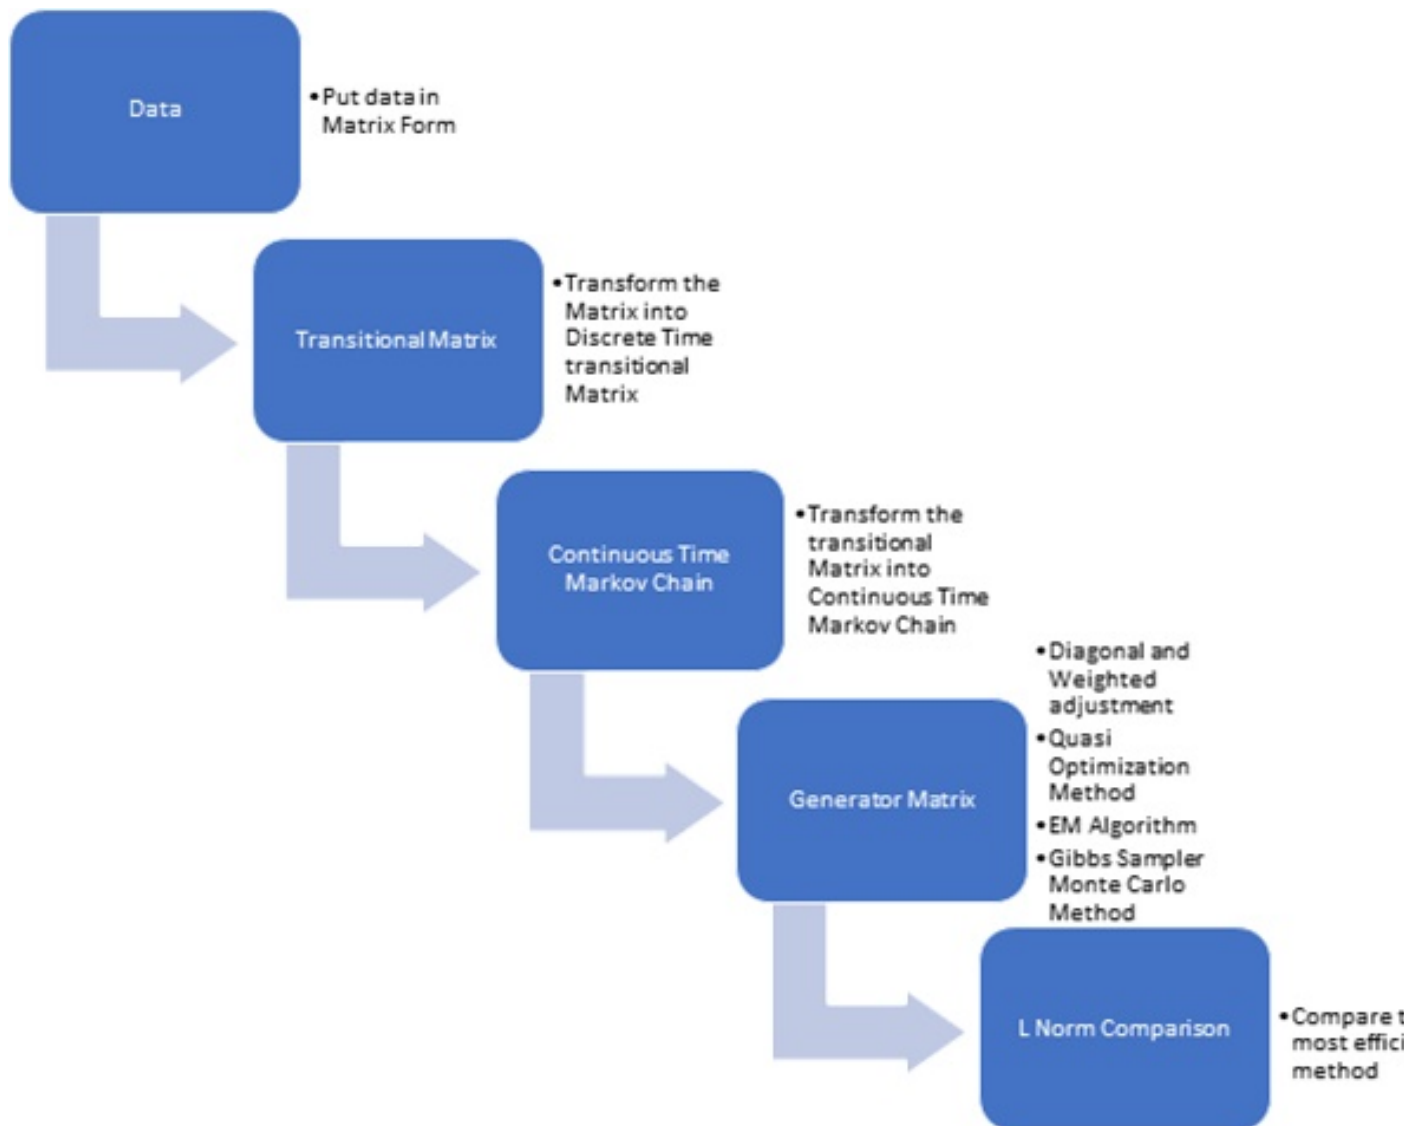 Data
•Put data in
Matrix Form
Transitional Matrix
•Transform the
Matrix into
Discrete Time
transitional
Matrix
Continuous Time
Markov Chain
•Transform the
transitional
Matrix into
Continuous Time
Markov Chain
Generator Matrix
•Diagonal and
Weighted
adjustment
•Quasi
Optimization
Method
•EM Algorithm
•Gibbs Sampler
Monte Carlo
Method
L Norm Comparison
•Compare
most
method